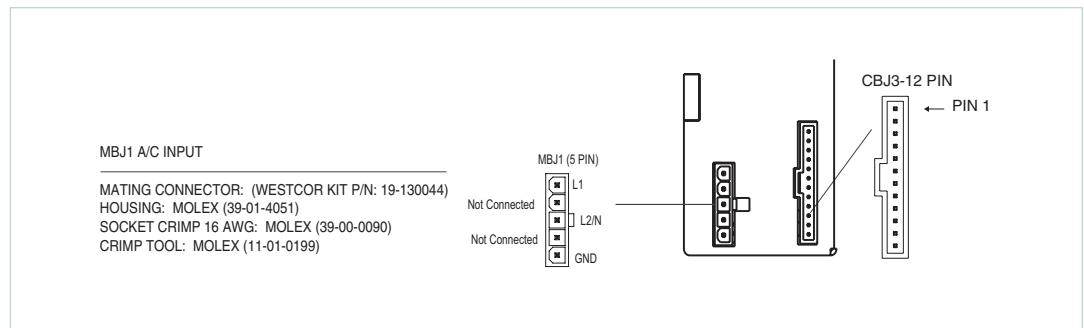 MBJ1 A/C INPUT
MATING CONNECTOR: (WESTCOR KIT P/N: 19-130044)
HOUSING: MOLEX (39-01-4051)
SOCKET CRIMP 16 AWG: MOLEX (39-00-0090)
CRIMP TOOL: MOLEX (11-01-0199)
MBJ1 (5 PIN)
L1
Not Connected
L2/N
Not Connected
GND
CBJ3-12 PIN
PIN 1